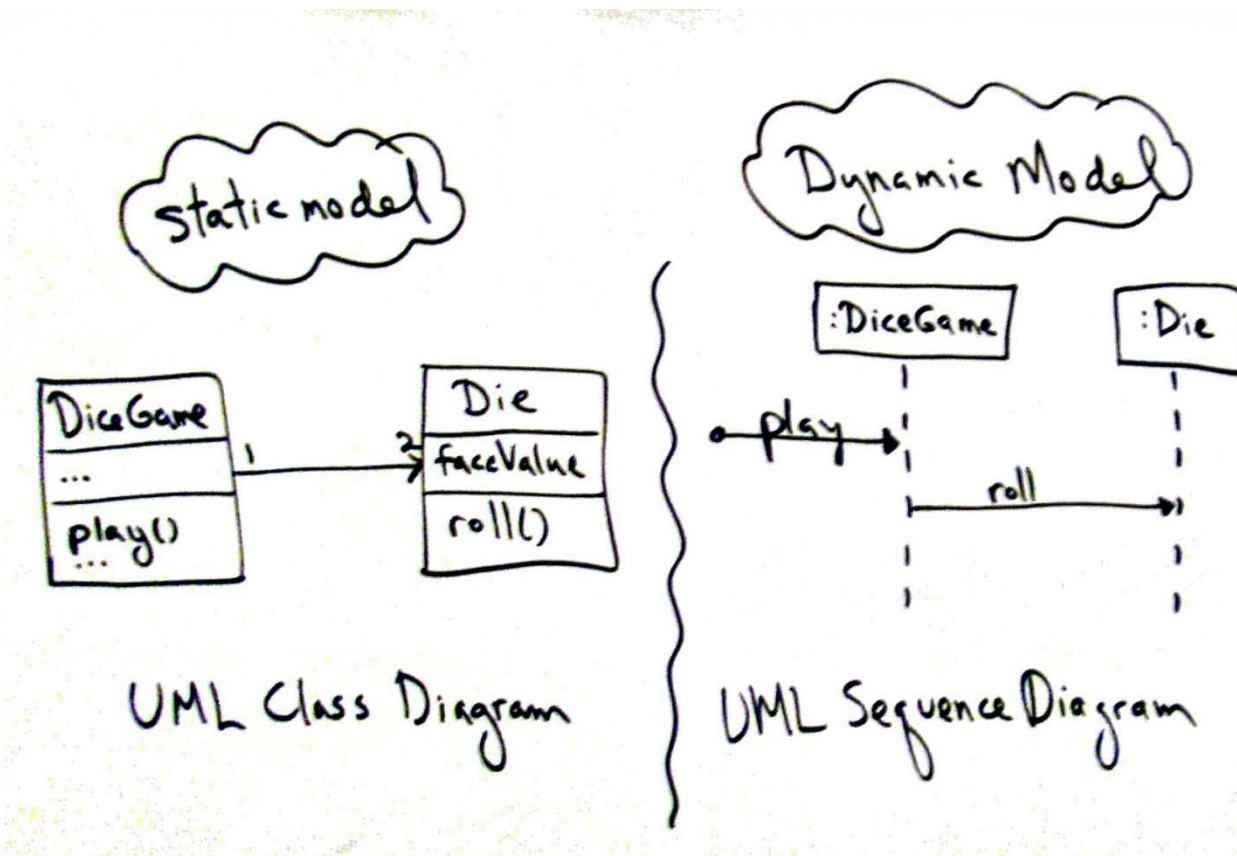 static model
DiceGame
...
play()
...
1
2
Die
faceValue
roll()
UML Class Diagram
Dynamic Model
:DiceGame
:Die
play
roll
UML Sequence Diagram